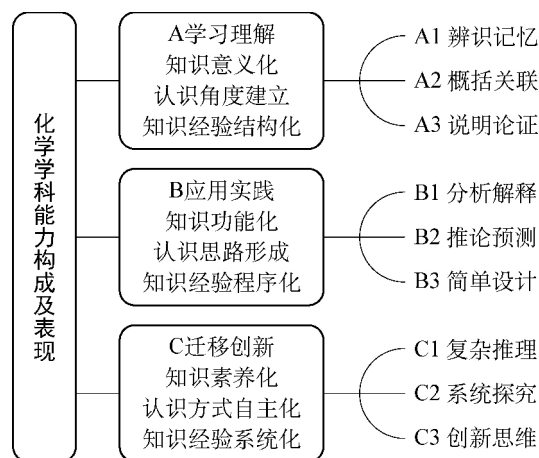 化学学科能力构成及表现
A学习理解
知识意义化
认识角度建立
知识经验结构化
A1 辨识记忆
A2 概括关联
A3 说明论证
B应用实践
知识功能化
认识思路形成
知识经验程序化
B1 分析解释
B2 推论预测
B3 简单设计
C迁移创新
知识素养化
认识方式自主化
知识经验系统化
C1 复杂推理
C2 系统探究
C3 创新思维